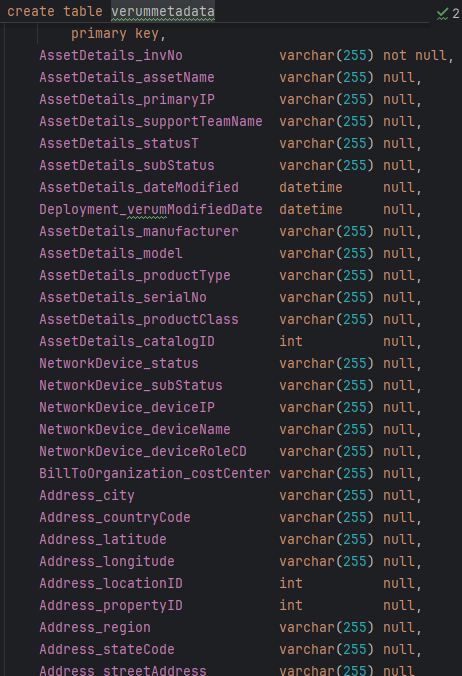 create table verummetadata
2
primary key,
AssetDetails_invNo varchar(255) not null,
AssetDetails_assetName varchar(255) null,
AssetDetails_primaryIP varchar(255) null,
AssetDetails_supportTeamName varchar(255) null,
AssetDetails_statusT varchar(255) null,
AssetDetails_subStatus varchar(255) null,
AssetDetails_dateModified datetime null,
Deployment_verumModifiedDate datetime null,
AssetDetails_manufacturer varchar(255) null,
AssetDetails_model varchar(255) null,
AssetDetails_productType varchar(255) null,
AssetDetails_serialNo varchar(255) null,
AssetDetails_productClass varchar(255) null,
AssetDetails_catalogID int null,
NetworkDevice_status varchar(255) null,
NetworkDevice_subStatus varchar(255) null,
NetworkDevice_deviceIP varchar(255) null,
NetworkDevice_deviceName varchar(255) null,
NetworkDevice_deviceRoleCD varchar(255) null,
BillToOrganization_costCenter varchar(255) null,
Address_city varchar(255) null,
Address_countryCode varchar(255) null,
Address_latitude varchar(255) null,
Address_longitude varchar(255) null,
Address_locationID int null,
Address_propertyID int null,
Address_region varchar(255) null,
Address_stateCode varchar(255) null,
Address_streetAddress varchar(255) null